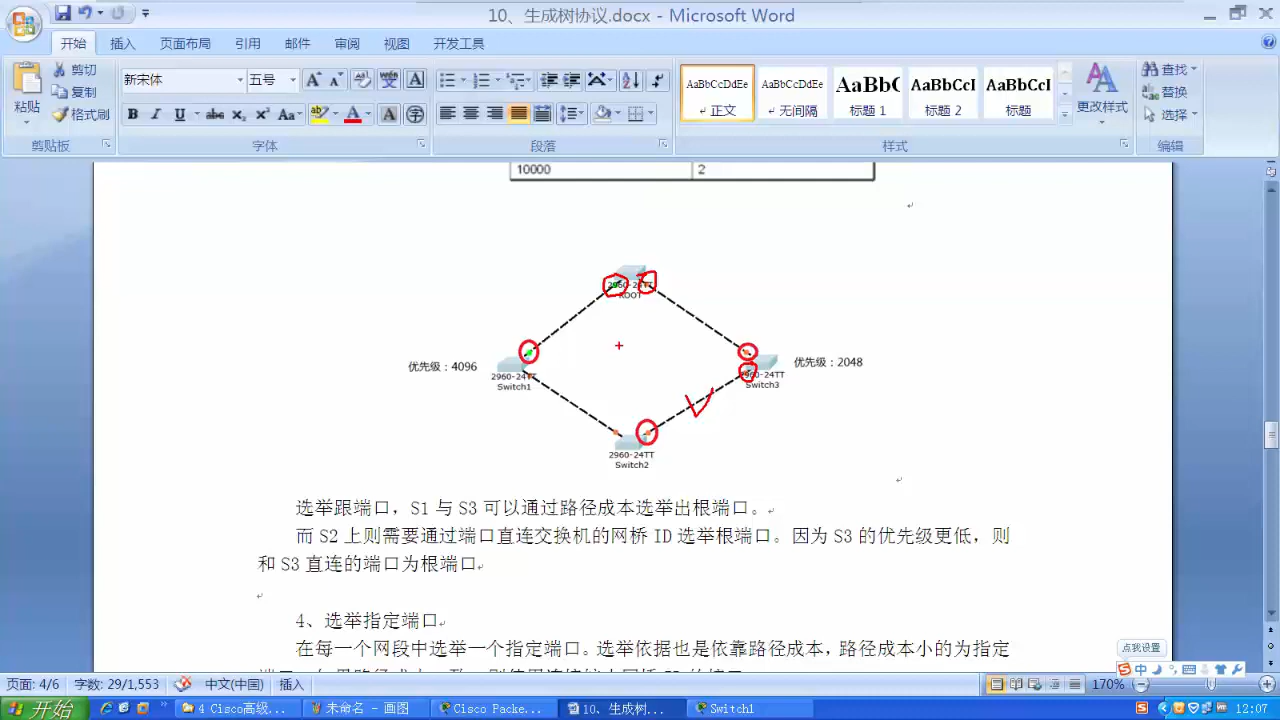 10、生成树协议.docx - Microsoft Word
开始 插入 页面布局 引用 邮件 审阅 视图 开发工具
粘贴
剪切
复制
格式刷
新宋体 五号
AaBbCcDdEe AaBbCcDdEe AaBbC AaBbCcI AaBbCcI
正文 无间隔 标题 1 标题 2 标题
更改样式
查找
替换
选择
剪贴板 字体 段落 样式 编辑
10000 2
2960-24TT
ROOT
优先级：4096
2960-24TT
Switch1
优先级：2048
2960-24TT
Switch3
2960-24TT
Switch2
选举跟端口，S1 与 S3 可以通过路径成本选举出根端口。
而 S2 上则需要通过端口直连交换机的网桥 ID 选举根端口。因为 S3 的优先级更低，则
和 S3 直连的端口为根端口
4、选举指定端口
在每一个网段中选举一个指定端口。选举依据也是依靠路径成本，路径成本小的为指定
点我设置
中
页面: 4/6 字数: 29/1,553 中文(中国) 插入 170%
开始 4 Cisco高级... 未命名 - 画图 Cisco Packe... 10、生成树... Switch1 12:07